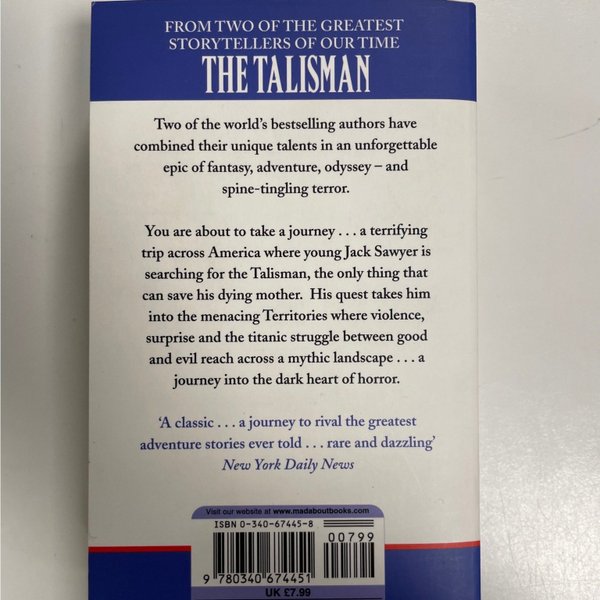 FROM TWO OF THE GREATEST
STORYTELLERS OF OUR TIME
THE TALISMAN
Two of the world's bestselling authors have
combined their unique talents in an unforgettable
epic of fantasy, adventure, odyssey – and
spine-tingling terror.
You are about to take a journey . . . a terrifying
trip across America where young Jack Sawyer is
searching for the Talisman, the only thing that
can save his dying mother. His quest takes him
into the menacing Territories where violence,
surprise and the titanic struggle between good
and evil reach across a mythic landscape . . . a
journey into the dark heart of horror.
‘A classic . . . a journey to rival the greatest
adventure stories ever told . . . rare and dazzling’
New York Daily News
Visit our website at www.madaboutbooks.com
ISBN 0-340-67445-8
00799
9 780340 674451
UK £7.99